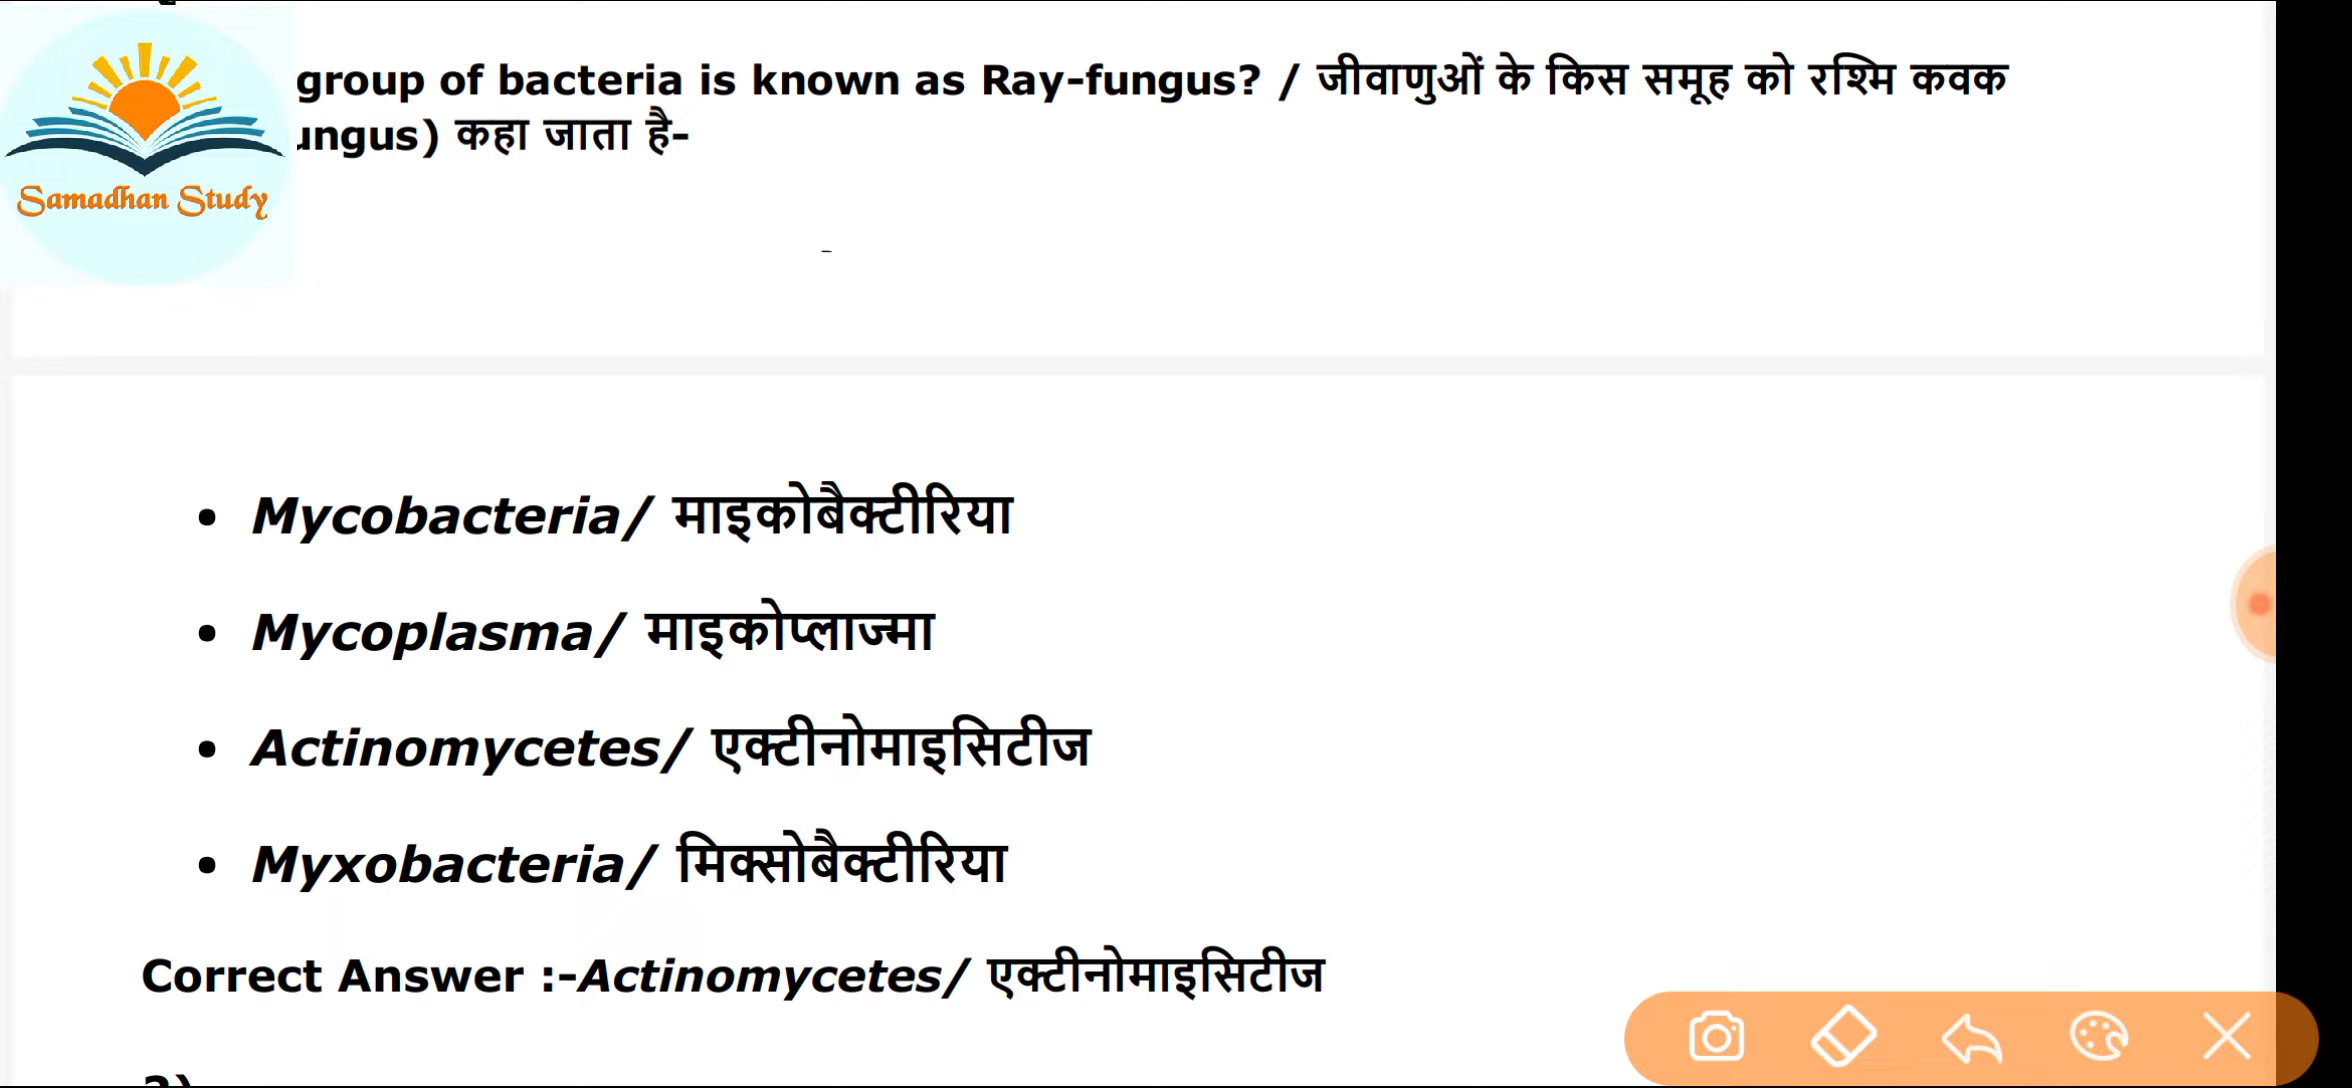 group of bacteria is known as Ray-fungus? / जीवाणुओं के किस समूह को रश्मि कवक
ungus) कहा जाता है-
Samadhan Study
• Mycobacteria/ माइकोबैक्टीरिया
• Mycoplasma/ माइकोप्लाज्मा
• Actinomycetes/ एक्टीनोमाइसिटीज
• Myxobacteria/ मिक्सोबैक्टीरिया
Correct Answer :-Actinomycetes/ एक्टीनोमाइसिटीज